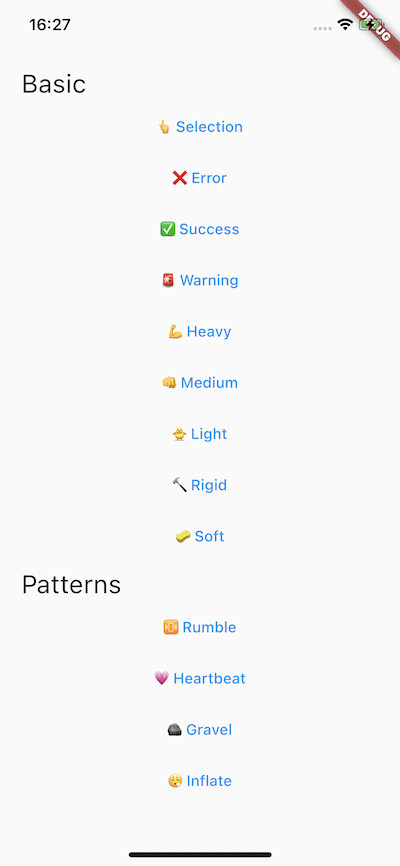 16:27
DEBUG
Basic
👆 Selection
❌ Error
✅ Success
🚨 Warning
💪 Heavy
👊 Medium
🐥 Light
🔨 Rigid
🧽 Soft
Patterns
📳 Rumble
💗 Heartbeat
🪨 Gravel
😮‍💨 Inflate